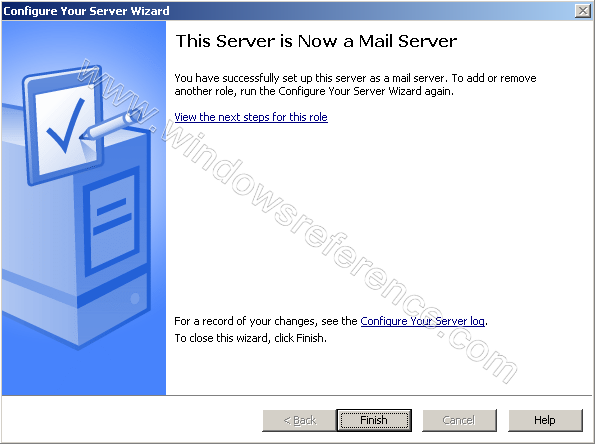 Configure Your Server Wizard
This Server is Now a Mail Server
You have successfully set up this server as a mail server. To add or remove
another role, run the Configure Your Server Wizard again.
View the next steps for this role
www.windowsreference.com
For a record of your changes, see the Configure Your Server log.
To close this wizard, click Finish.
< Back
Finish
Cancel
Help